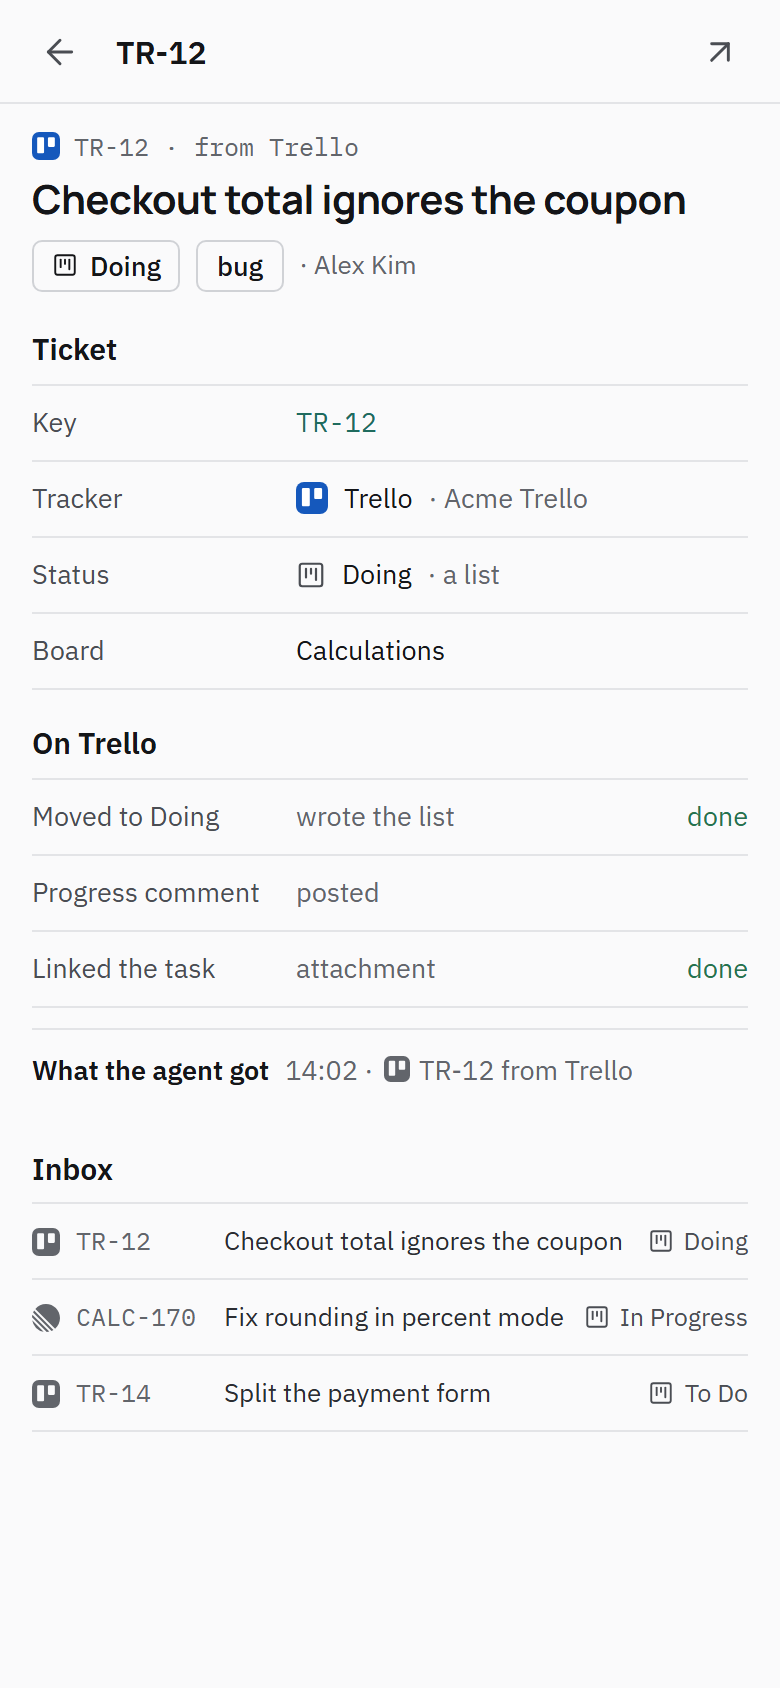 TR-12
TR-12 · from Trello
Checkout total ignores the coupon
Doing bug · Alex Kim
Ticket
Key TR-12
Tracker Trello · Acme Trello
Status Doing · a list
Board Calculations
On Trello
Moved to Doing wrote the list done
Progress comment posted
Linked the task attachment done
What the agent got 14:02 · TR-12 from Trello
Inbox
TR-12 Checkout total ignores the coupon Doing
CALC-170 Fix rounding in percent mode In Progress
TR-14 Split the payment form To Do